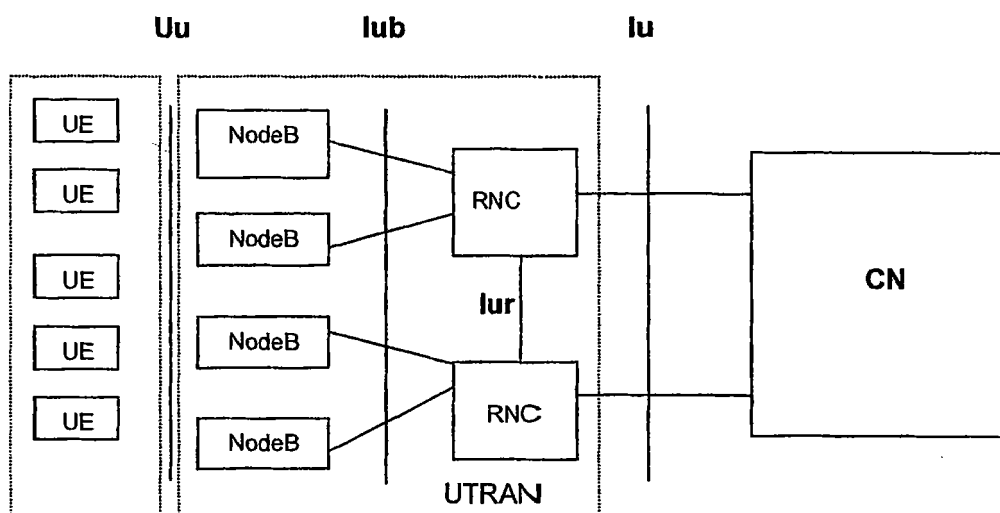 Uu
Iub
Iu
UE
UE
UE
UE
UE
NodeB
NodeB
NodeB
NodeB
RNC
Iur
RNC
UTRAN
CN